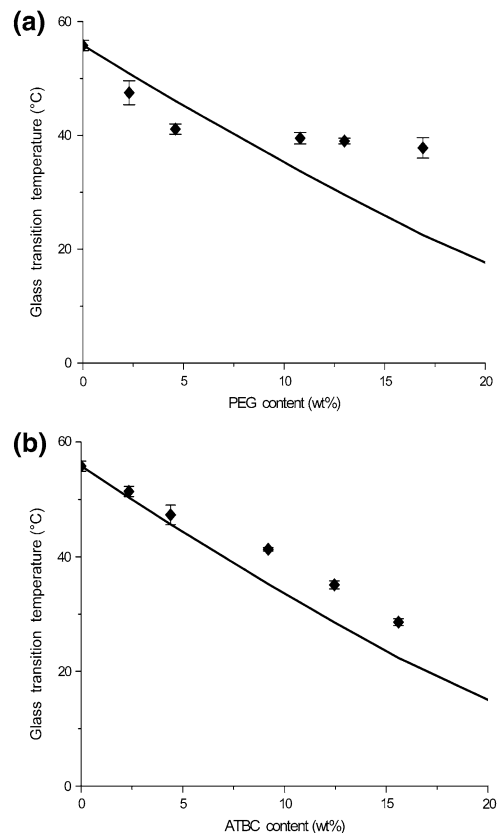 (a)
60
40
20
0
Glass transition temperature (°C)
0 5 10 15 20
PEG content (wt%)
(b)
60
40
20
0
Glass transition temperature (°C)
0 5 10 15 20
ATBC content (wt%)